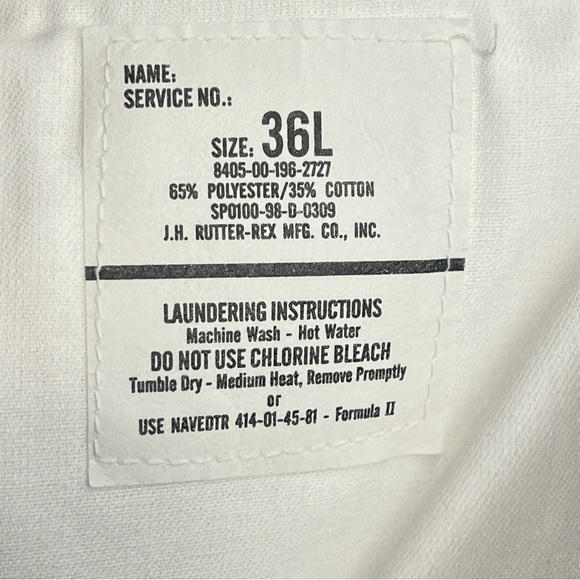 NAME:
SERVICE NO.:
SIZE: 36L
8405-00-196-2727
65% POLYESTER/35% COTTON
SPO100-98-D-0309
J.H. RUTTER-REX MFG. CO., INC.
LAUNDERING INSTRUCTIONS
Machine Wash - Hot Water
DO NOT USE CHLORINE BLEACH
Tumble Dry - Medium Heat, Remove Promptly
or
USE NAVEDTR 414-01-45-81 - Formula II